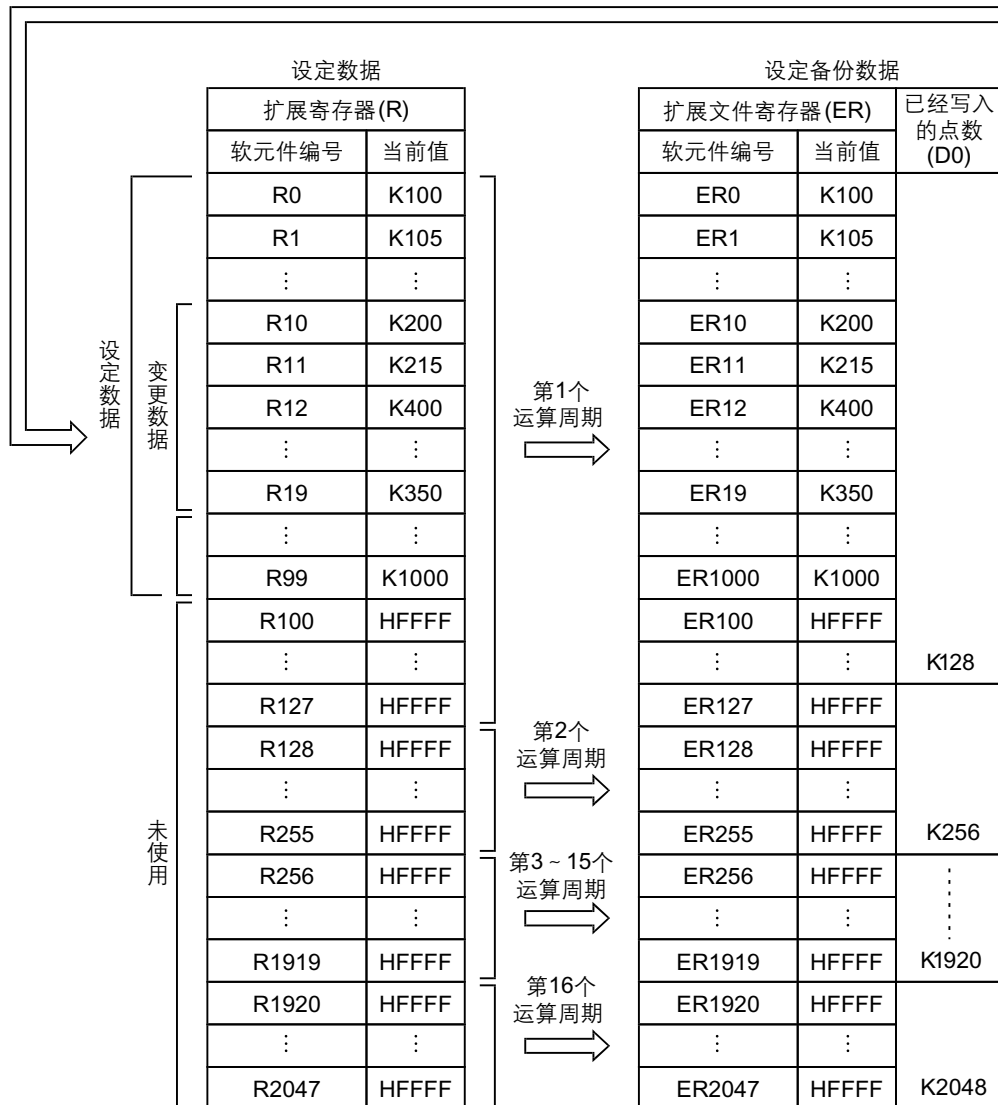 设定数据
设定备份数据
扩展寄存器(R)
扩展文件寄存器(ER)
已经写入
的点数
(D0)
软元件编号 当前值
软元件编号 当前值
R0 K100
ER0 K100
R1 K105
ER1 K105
⋮ ⋮
⋮ ⋮
R10 K200
ER10 K200
R11 K215
ER11 K215
R12 K400
ER12 K400
⋮ ⋮
⋮ ⋮
R19 K350
ER19 K350
⋮ ⋮
⋮ ⋮
R99 K1000
ER1000 K1000
R100 HFFFF
ER100 HFFFF
⋮ ⋮
⋮ ⋮
K128
R127 HFFFF
ER127 HFFFF
R128 HFFFF
ER128 HFFFF
⋮ ⋮
⋮ ⋮
R255 HFFFF
ER255 HFFFF
K256
R256 HFFFF
ER256 HFFFF
⋮ ⋮
⋮ ⋮
R1919 HFFFF
ER1919 HFFFF
K1920
R1920 HFFFF
ER1920 HFFFF
⋮ ⋮
⋮ ⋮
R2047 HFFFF
ER2047 HFFFF
K2048
设定数据
变更数据
未使用
第1个
运算周期
第2个
运算周期
第3~15个
运算周期
第16个
运算周期